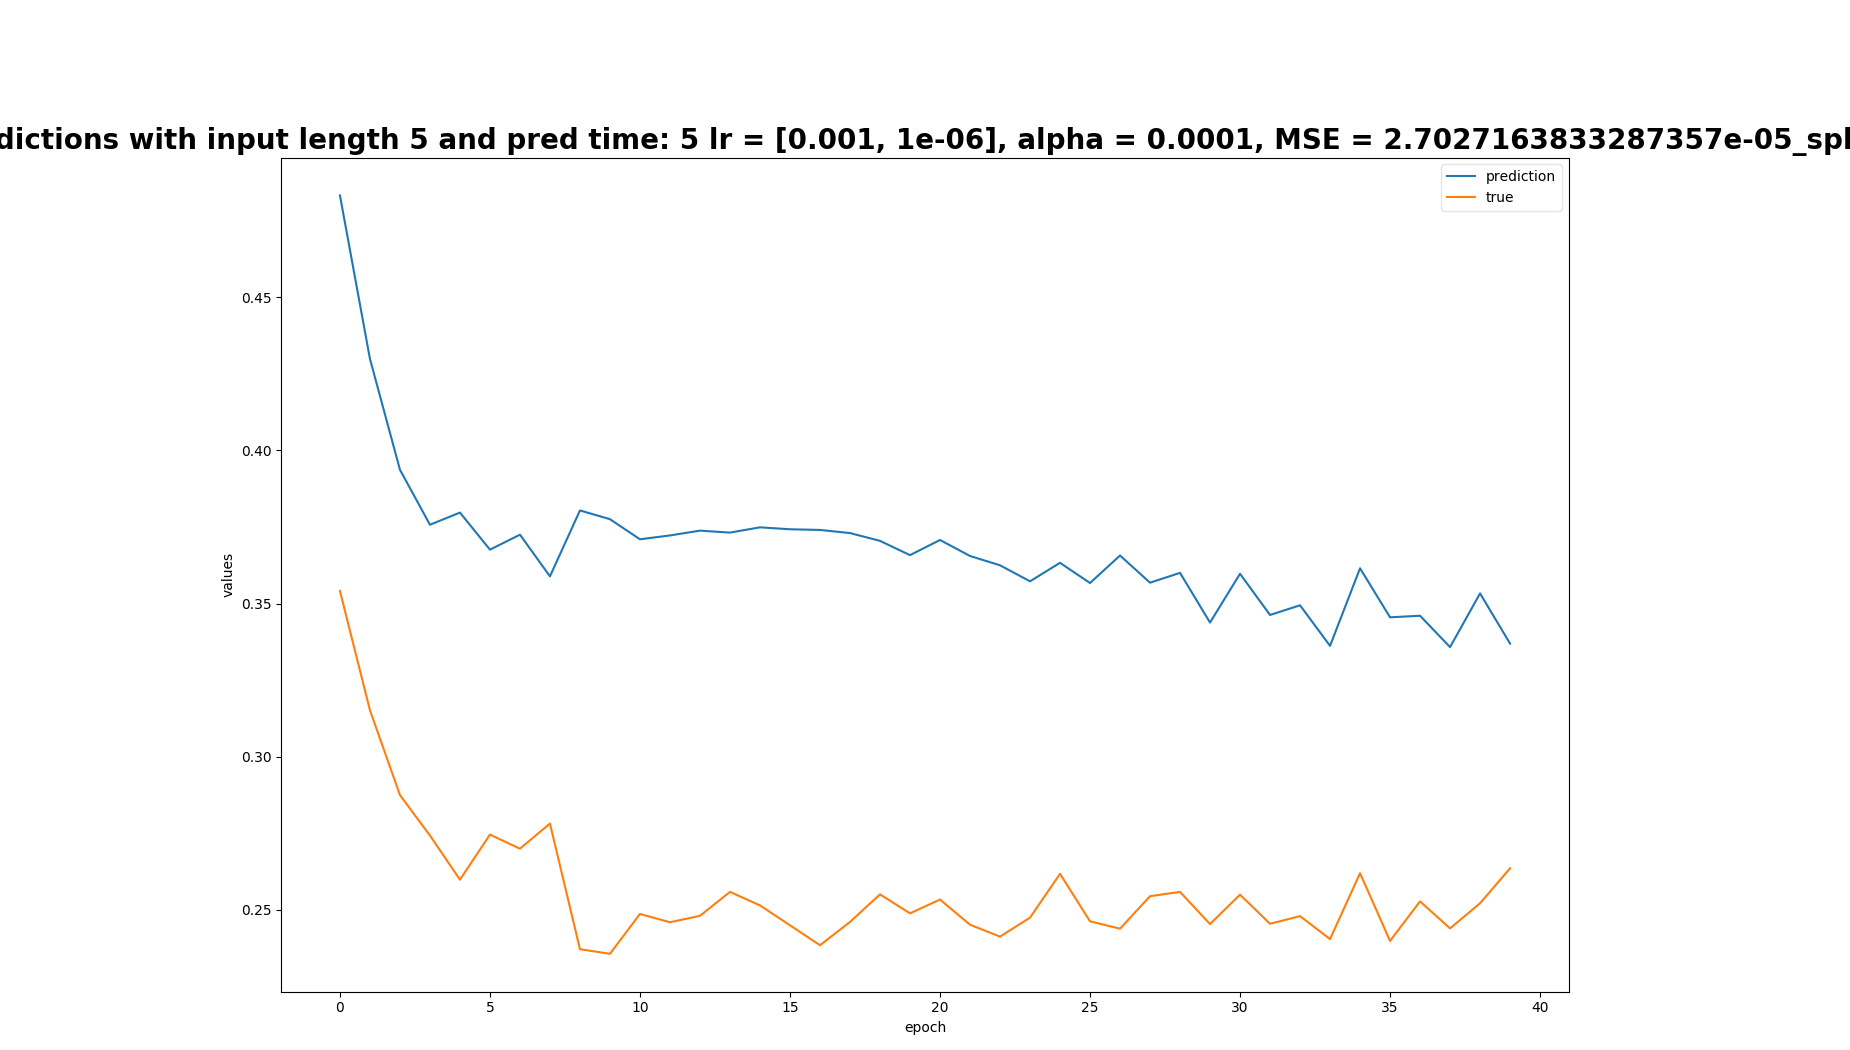 dictions with input length 5 and pred time: 5 lr = [0.001, 1e-06], alpha = 0.0001, MSE = 2.7027163833287357e-05_spl
prediction
true
0.45
0.40
0.35
0.30
0.25
values
0 5 10 15 20 25 30 35 40
epoch